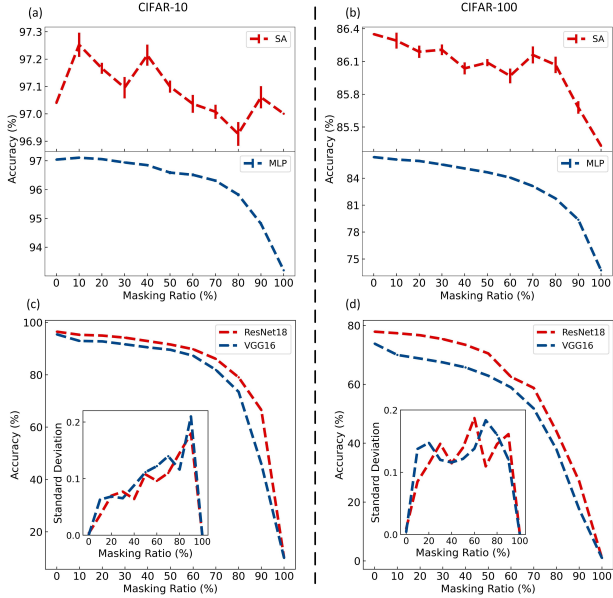 CIFAR-10
CIFAR-100
(a)
(b)
97.3
97.2
97.1
97.0
96.9
SA
86.4
86.1
85.8
85.5
SA
Accuracy (%)
Accuracy (%)
97
96
94
93
MLP
84
81
78
75
MLP
0 10 20 30 40 50 60 70 80 90 100
0 10 20 30 40 50 60 70 80 90 100
Masking Ratio (%)
Masking Ratio (%)
(c)
(d)
100
80
60
40
20
Accuracy (%)
ResNet18
VGG16
0.2
0.1
0.0
Standard Deviation
0 20 40 60 80 100
Masking Ratio (%)
0 10 20 30 40 50 60 70 80 90 100
Masking Ratio (%)
80
60
40
20
0
Accuracy (%)
ResNet18
VGG16
0.2
0.1
0.0
Standard Deviation
0 20 40 60 80 100
Masking Ratio (%)
0 10 20 30 40 50 60 70 80 90 100
Masking Ratio (%)